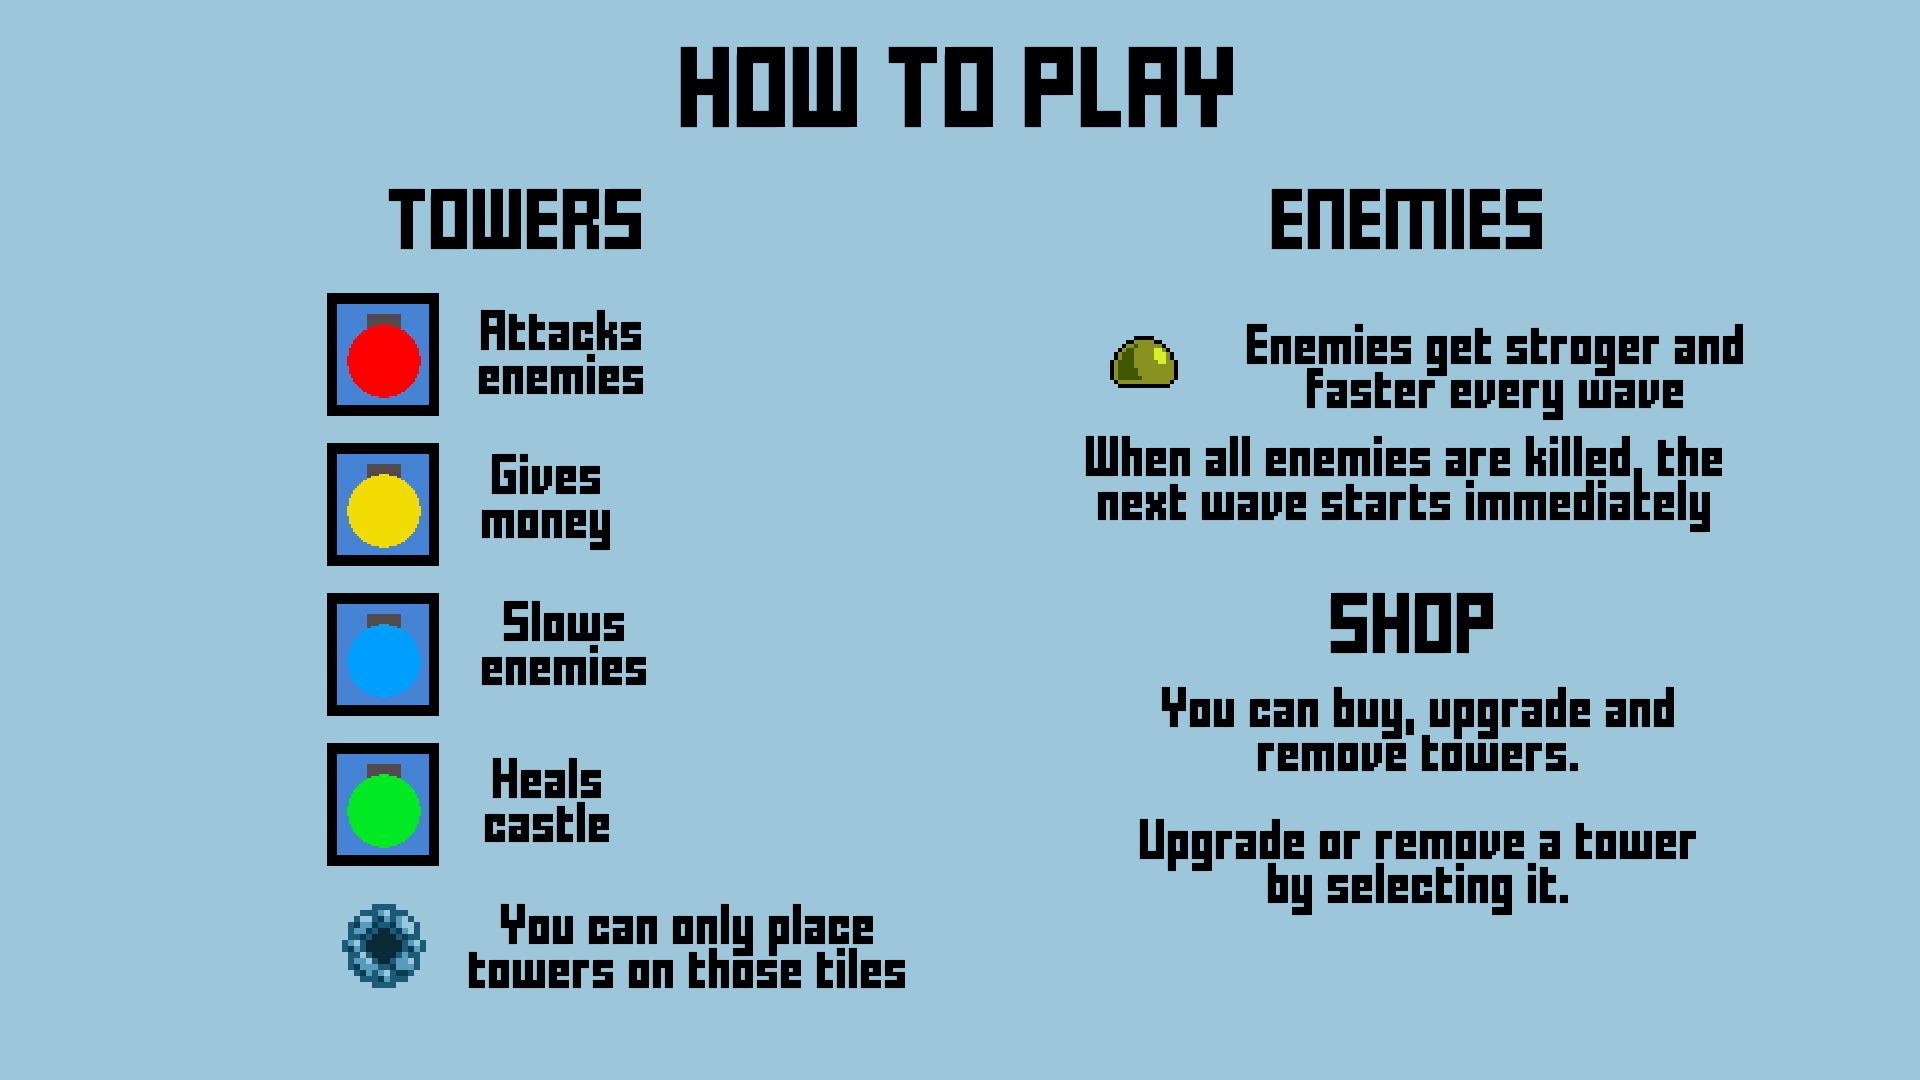 HOW TO PLAY
TOWERS
Attacks
enemies
Gives
money
Slows
enemies
Heals
castle
You can only place
towers on those tiles
ENEMIES
Enemies get stroger and
faster every wave
When all enemies are killed, the
next wave starts immediately
SHOP
You can buy, upgrade and
remove towers.
Upgrade or remove a tower
by selecting it.